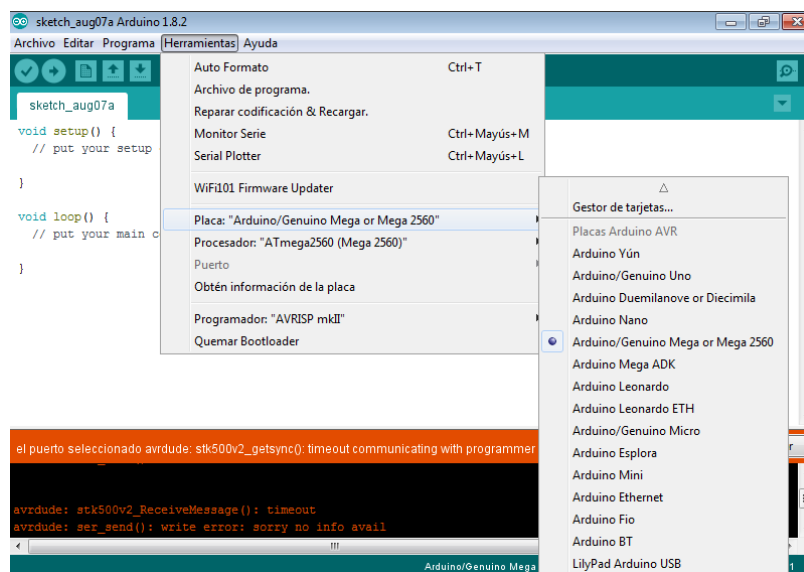 sketch_aug07a Arduino 1.8.2
Archivo Editar Programa Herramientas Ayuda
sketch_aug07a
void setup() {
// put your setup
}
void loop() {
// put your main c
}
Auto Formato Ctrl+T
Archivo de programa.
Reparar codificación & Recargar.
Monitor Serie Ctrl+Mayús+M
Serial Plotter Ctrl+Mayús+L
WiFi101 Firmware Updater
Placa: "Arduino/Genuino Mega or Mega 2560"
Procesador: "ATmega2560 (Mega 2560)"
Puerto
Obtén información de la placa
Programador: "AVRISP mkII"
Quemar Bootloader
Gestor de tarjetas...
Placas Arduino AVR
Arduino Yún
Arduino/Genuino Uno
Arduino Duemilanove or Diecimila
Arduino Nano
Arduino/Genuino Mega or Mega 2560
Arduino Mega ADK
Arduino Leonardo
Arduino Leonardo ETH
Arduino/Genuino Micro
Arduino Esplora
Arduino Mini
Arduino Ethernet
Arduino Fio
Arduino BT
LilyPad Arduino USB
el puerto seleccionado avrdude: stk500v2_getsync(): timeout communicating with programmer
avrdude: stk500v2_ReceiveMessage(): timeout
avrdude: ser_send(): write error: sorry no info avail
Arduino/Genuino Mega